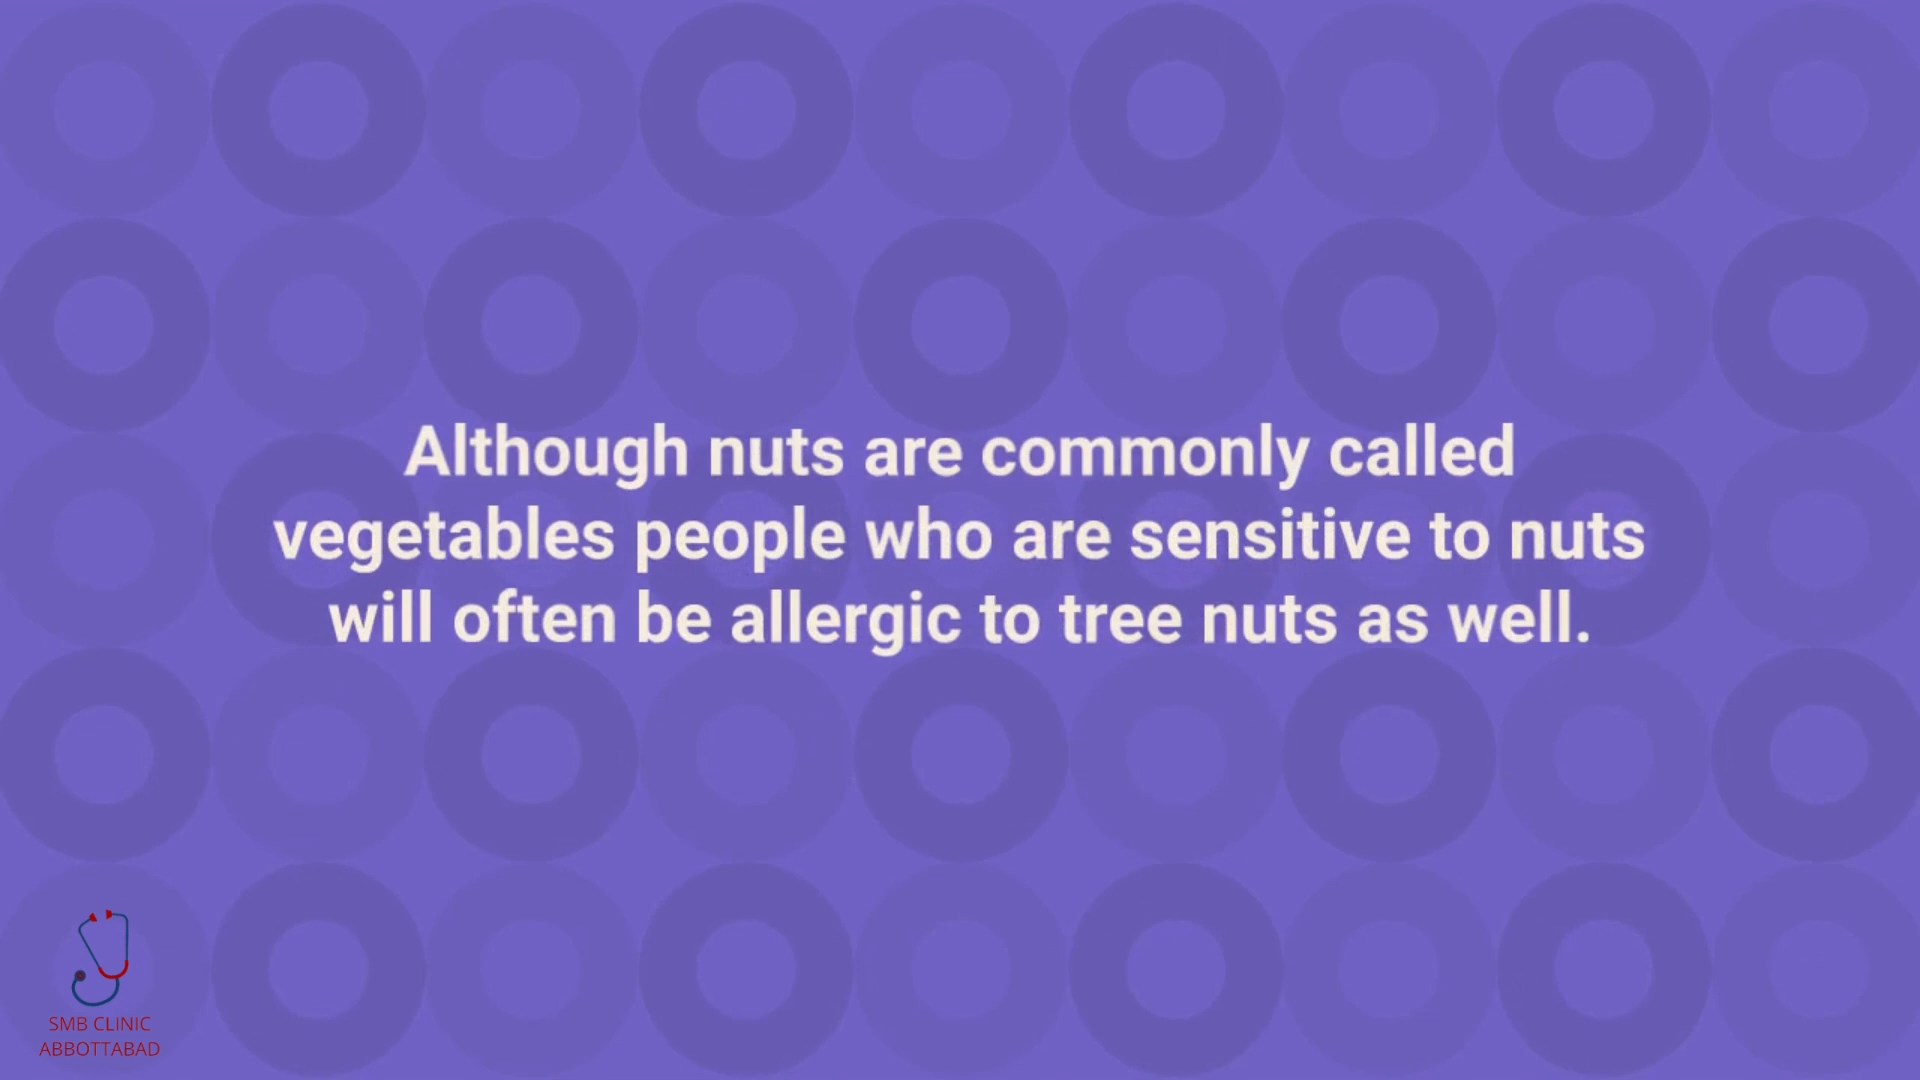 Although nuts are commonly called
vegetables people who are sensitive to nuts
will often be allergic to tree nuts as well.
SMB CLINIC
ABBOTTABAD